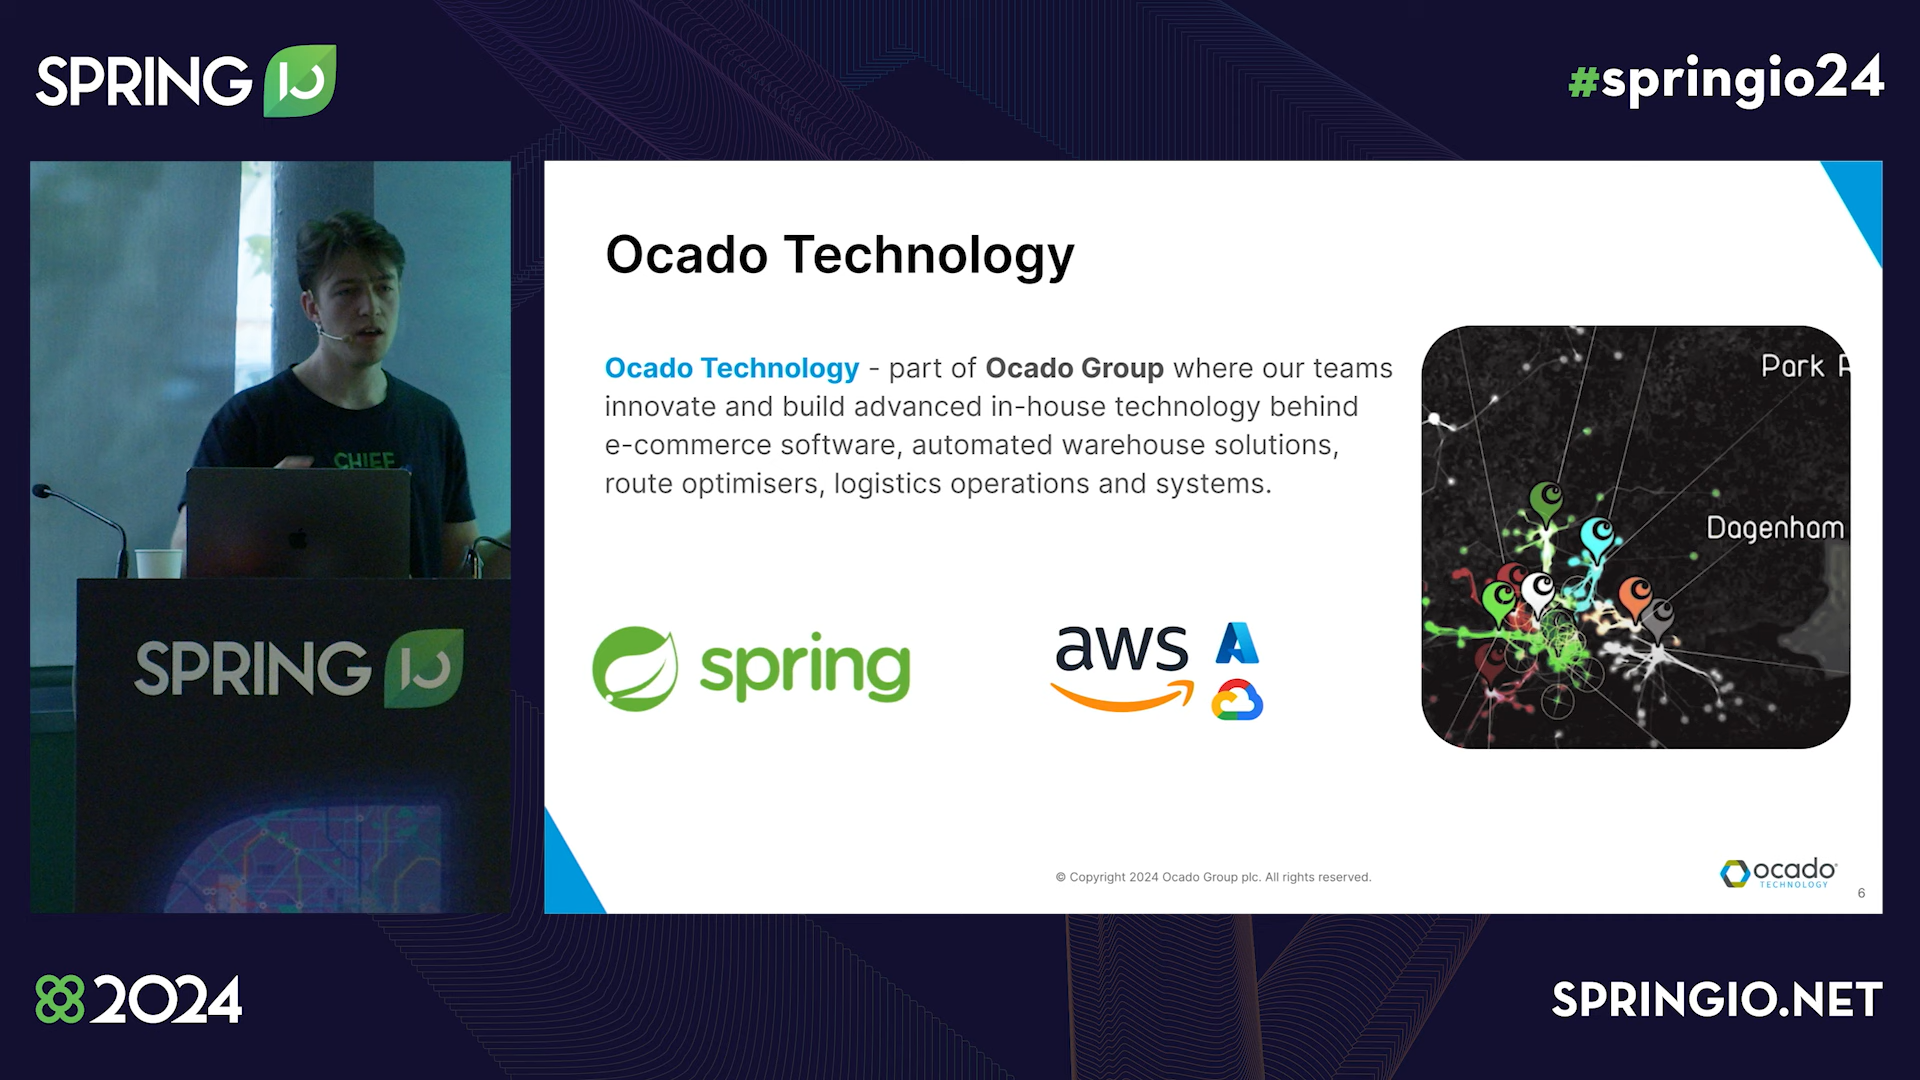 SPRING IO
#springio24
CHIEF
SPRING IO
Ocado Technology
Ocado Technology - part of Ocado Group where our teams
innovate and build advanced in-house technology behind
e-commerce software, automated warehouse solutions,
route optimisers, logistics operations and systems.
spring
aws
Park
Dagenham
© Copyright 2024 Ocado Group plc. All rights reserved.
ocado
TECHNOLOGY
6
2024
SPRINGIO.NET